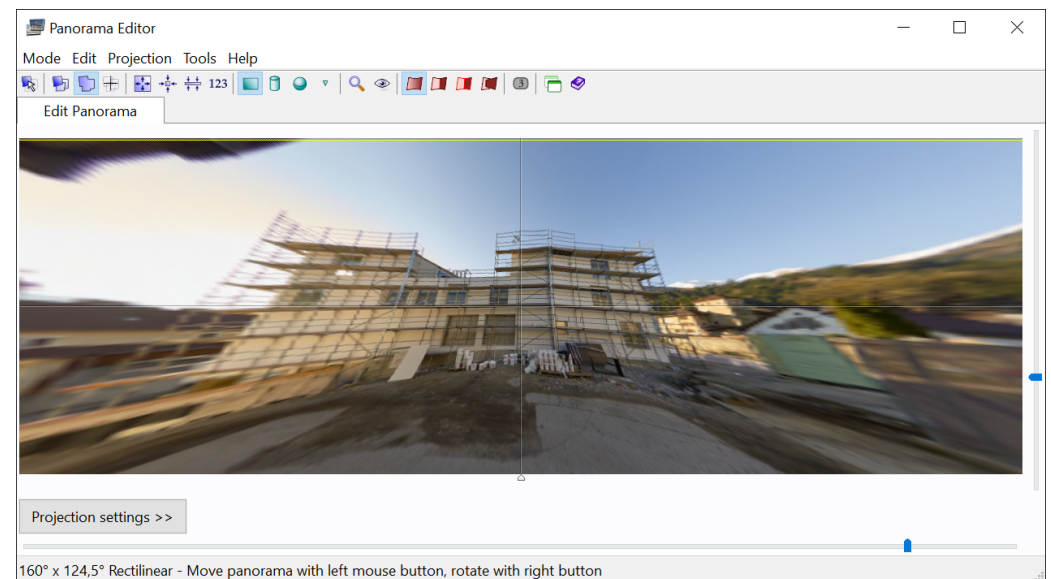 Panorama Editor
Mode Edit Projection Tools Help
123 3
Edit Panorama
Projection settings >>
160° x 124,5° Rectilinear - Move panorama with left mouse button, rotate with right button